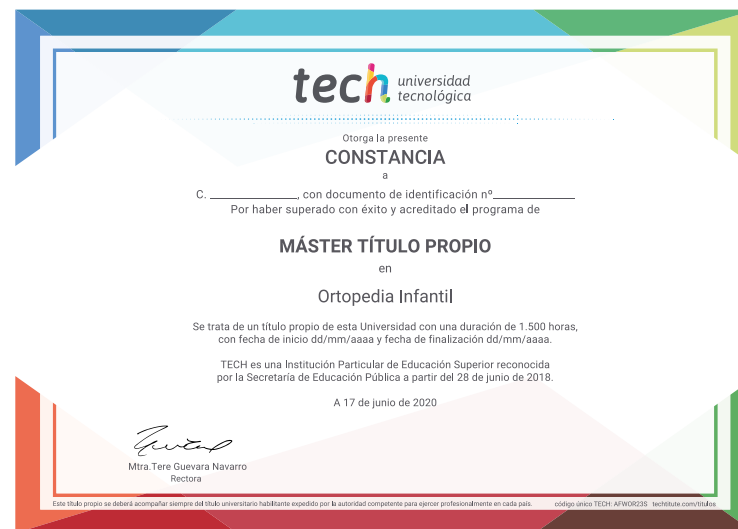 tech universidad
tecnológica
Otorga la presente
CONSTANCIA
a
C. ______________, con documento de identificación nº______________
Por haber superado con éxito y acreditado el programa de
MÁSTER TÍTULO PROPIO
en
Ortopedia Infantil
Se trata de un título propio de esta Universidad con una duración de 1.500 horas,
con fecha de inicio dd/mm/aaaa y fecha de finalización dd/mm/aaaa.
TECH es una Institución Particular de Educación Superior reconocida
por la Secretaría de Educación Pública a partir del 28 de junio de 2018.
A 17 de junio de 2020
Mtra.Tere Guevara Navarro
Rectora
Este título propio se deberá acompañar siempre del título universitario habilitante expedido por la autoridad competente para ejercer profesionalmente en cada país. código único TECH: AFWOR23S techtitute.com/títulos